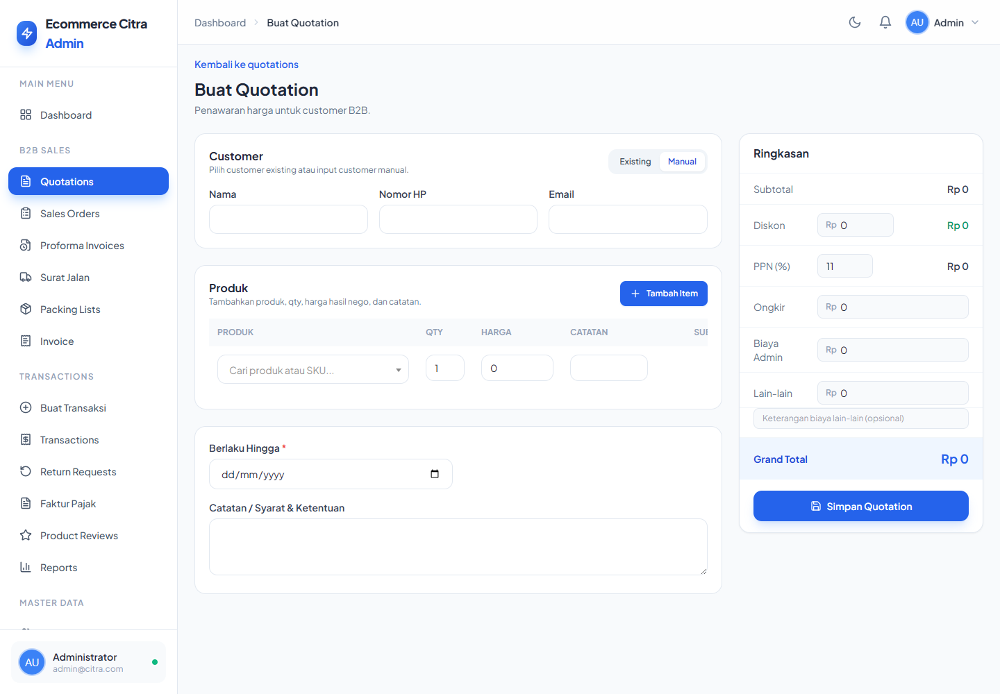 Ecommerce Citra
Admin
MAIN MENU
Dashboard
B2B SALES
Quotations
Sales Orders
Proforma Invoices
Surat Jalan
Packing Lists
Invoice
TRANSACTIONS
Buat Transaksi
Transactions
Return Requests
Faktur Pajak
Product Reviews
Reports
MASTER DATA
AU
Administrator
admin@citra.com
Dashboard > Buat Quotation
AU Admin
Kembali ke quotations
Buat Quotation
Penawaran harga untuk customer B2B.
Customer
Pilih customer existing atau input customer manual.
Existing Manual
Nama Nomor HP Email
Produk
Tambahkan produk, qty, harga hasil nego, dan catatan.
+ Tambah Item
PRODUK QTY HARGA CATATAN
Cari produk atau SKU... 1 0
Berlaku Hingga *
dd/mm/yyyy
Catatan / Syarat & Ketentuan
Ringkasan
Subtotal Rp 0
Diskon Rp 0 Rp 0
PPN (%) 11 Rp 0
Ongkir Rp 0
Biaya
Admin Rp 0
Lain-lain Rp 0
Keterangan biaya lain-lain (opsional)
Grand Total Rp 0
Simpan Quotation